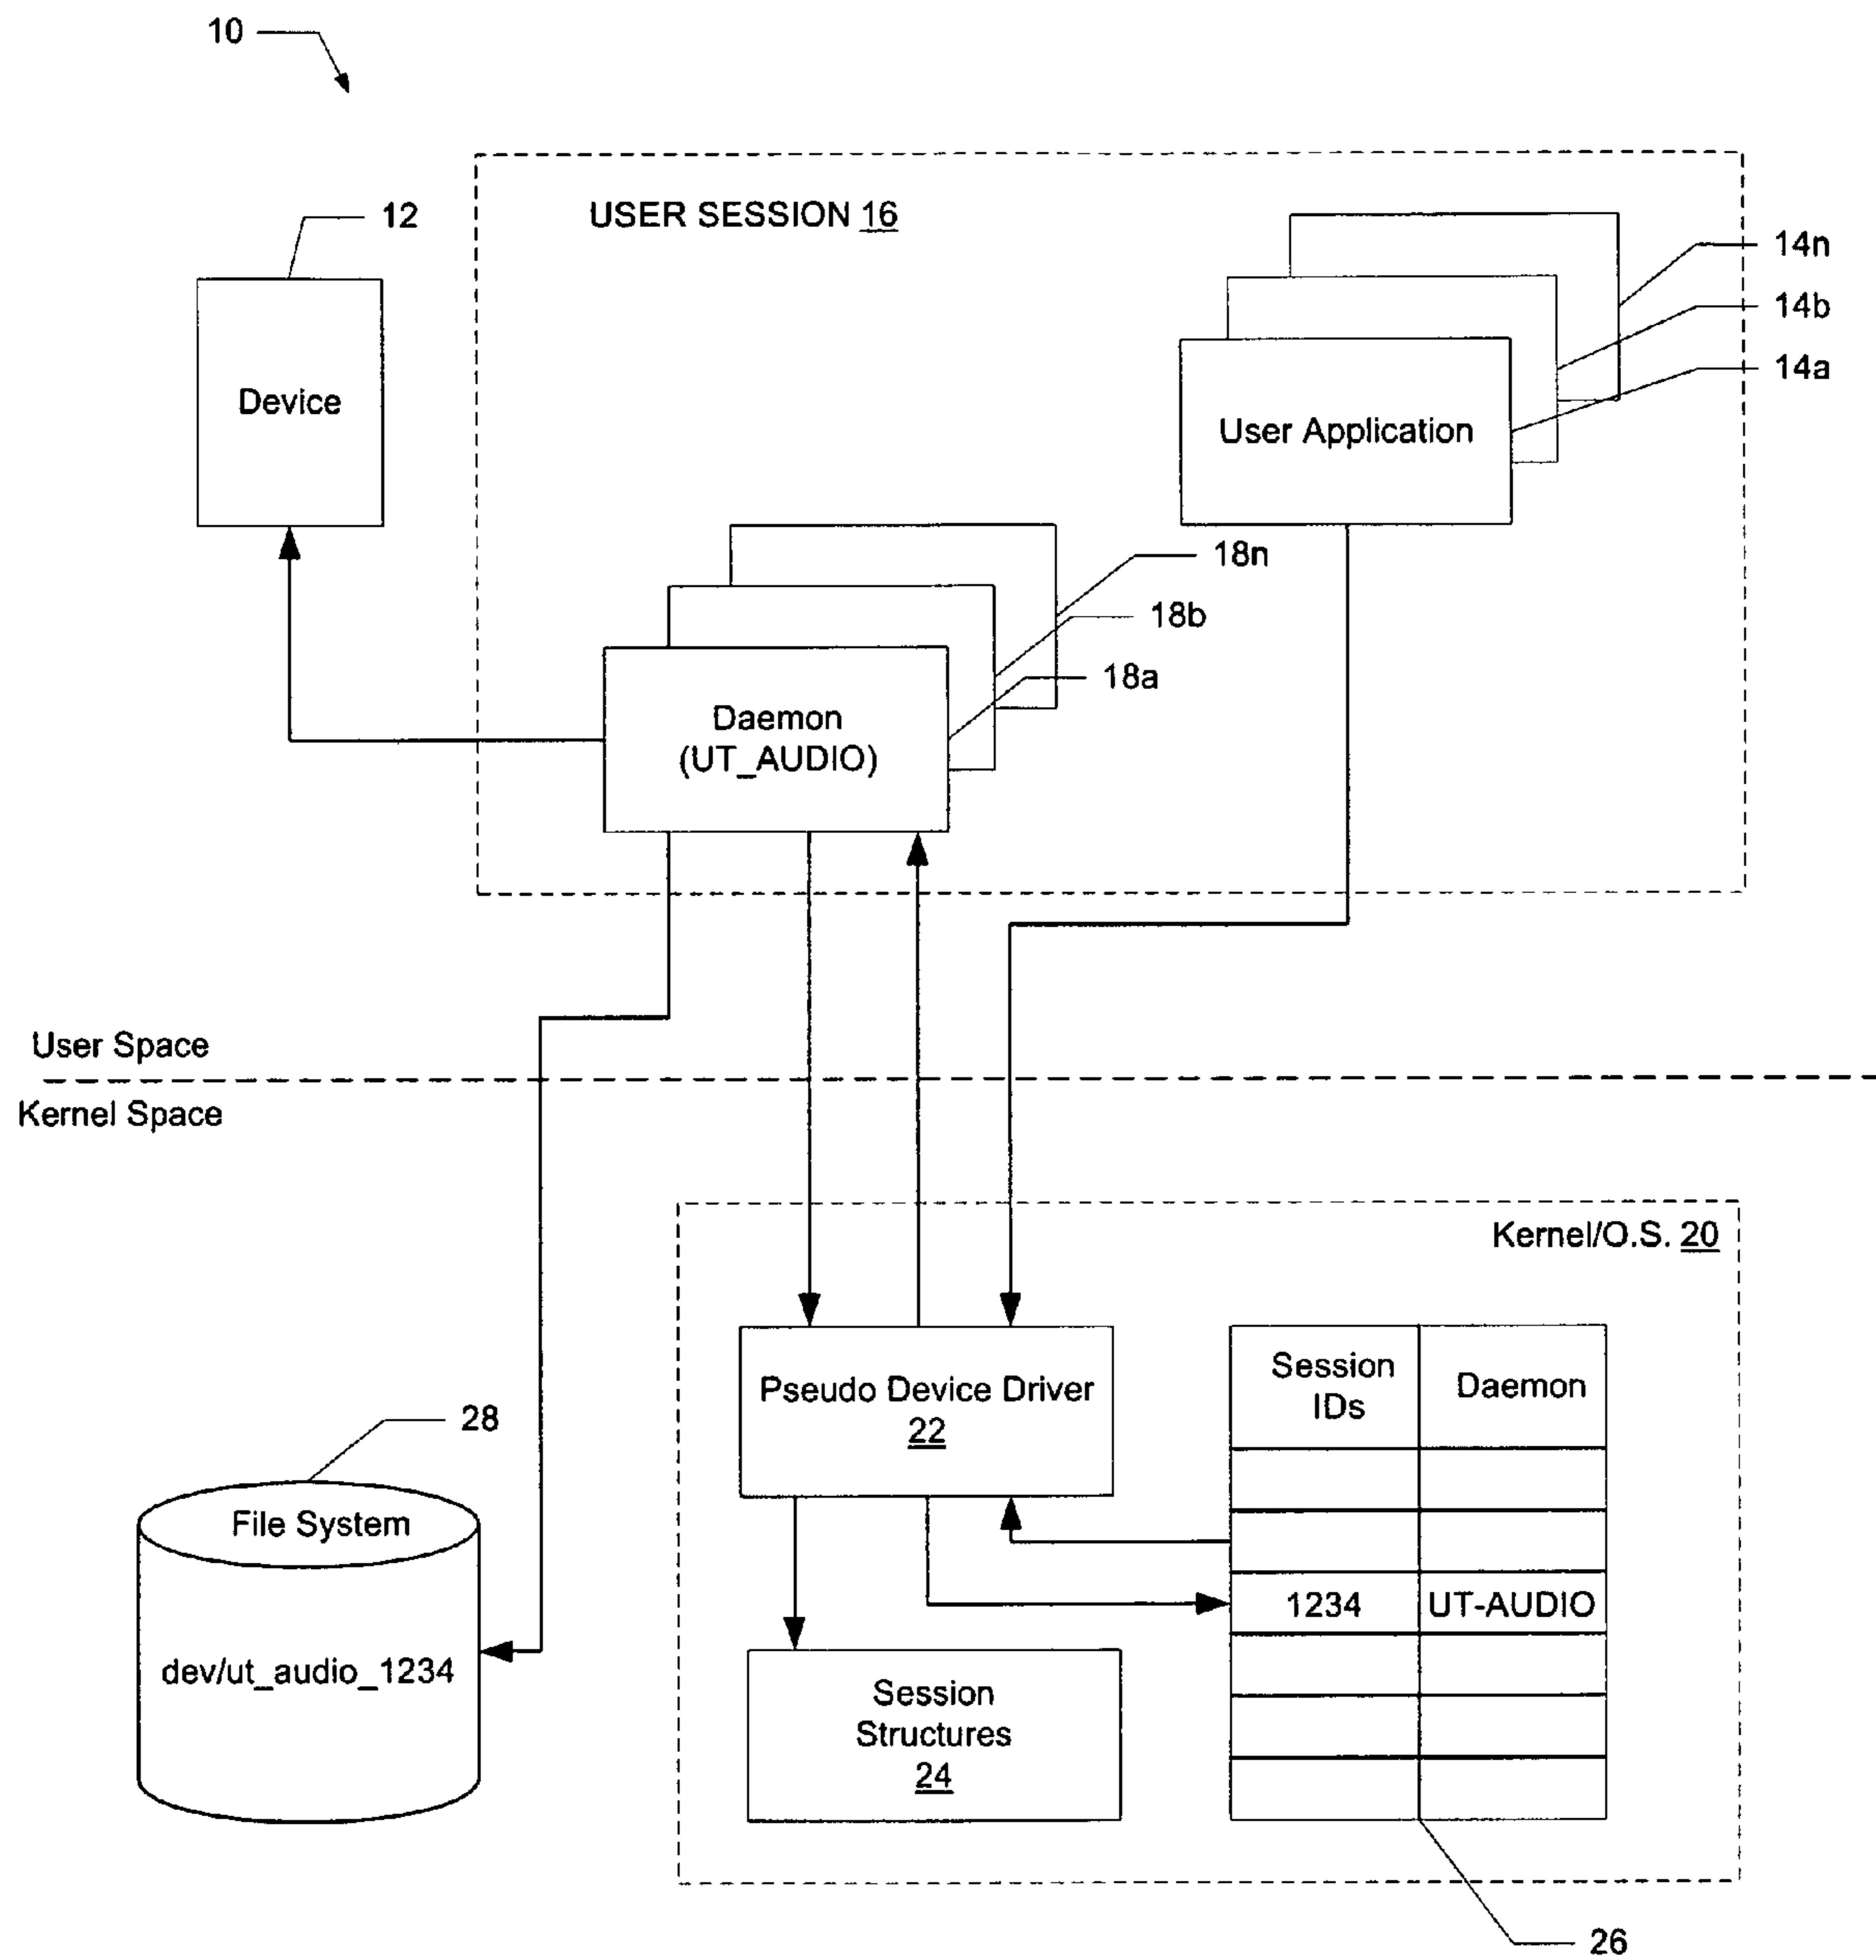 10
12
USER SESSION 16
14n
14b
14a
Device
User Application
18n
18b
18a
Daemon
(UT_AUDIO)
User Space
Kernel Space
Kernel/O.S. 20
Pseudo Device Driver
22
Session
IDs
Daemon
28
File System
1234
UT-AUDIO
dev/ut_audio_1234
Session
Structures
24
26